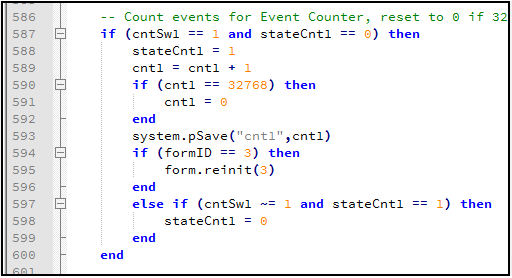 586 -- Count events for Event Counter, reset to 0 if 32
587 if (cntSw1 == 1 and stateCnt1 == 0) then
588 stateCnt1 = 1
589 cnt1 = cnt1 + 1
590 if (cnt1 == 32768) then
591 cnt1 = 0
592 end
593 system.pSave("cnt1",cnt1)
594 if (formID == 3) then
595 form.reinit(3)
596 end
597 else if (cntSw1 ~= 1 and stateCnt1 == 1) then
598 stateCnt1 = 0
599 end
600 end
601